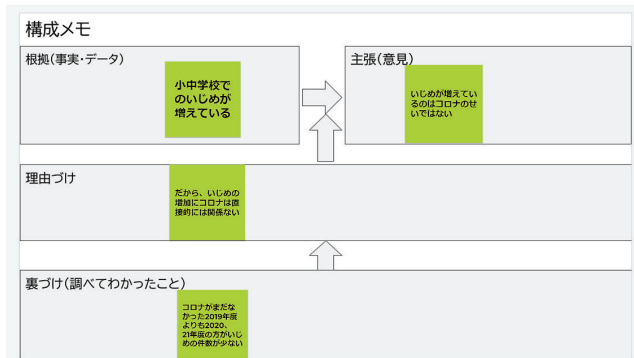 構成メモ
根拠(事実・データ)
小中学校で
のいじめが
増えている
主張(意見)
いじめが増えてい
るのはコロナのせ
いではない
理由づけ
だから、いじめの
増加にコロナは直
接的には関係ない
裏づけ(調べてわかったこと)
コロナがまだな
かった2019年度
よりも2020、
21年度の方がいじ
めの件数が少ない